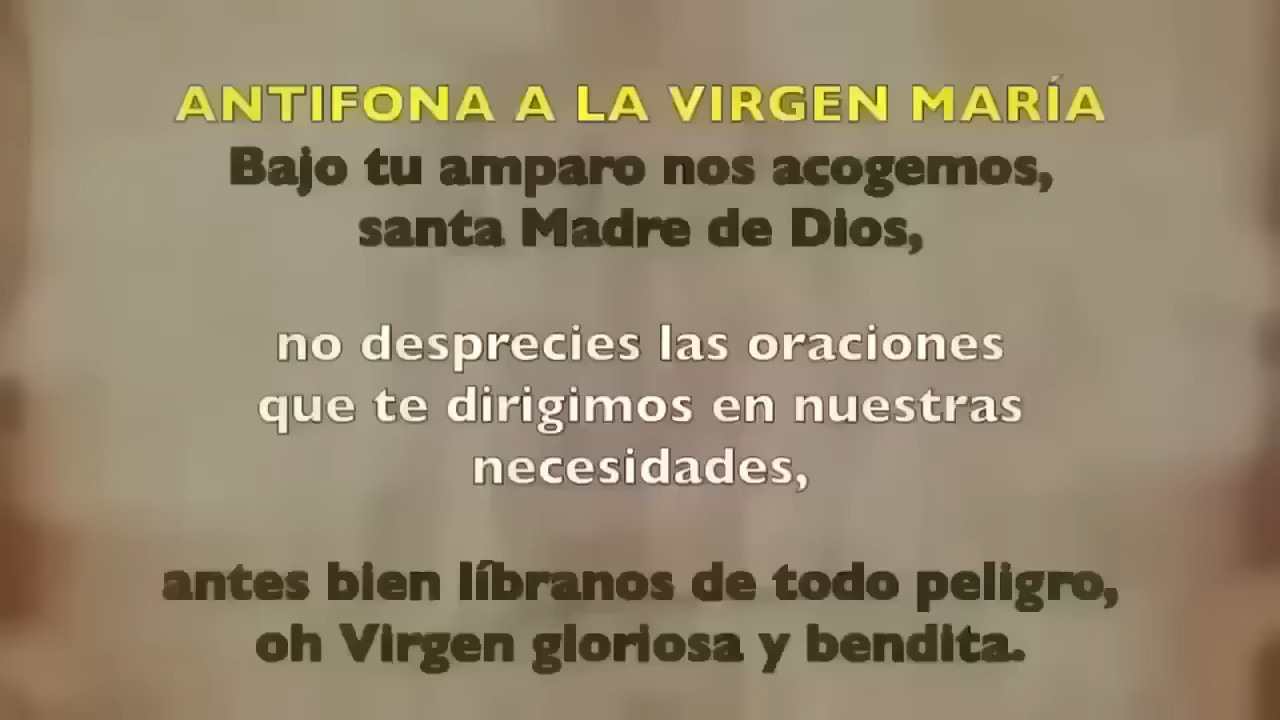 ANTIFONA A LA VIRGEN MARÍA
Bajo tu amparo nos acogemos,
santa Madre de Dios,
no desprecies las oraciones
que te dirigimos en nuestras
necesidades,
antes bien líbranos de todo peligro,
oh Virgen gloriosa y bendita.